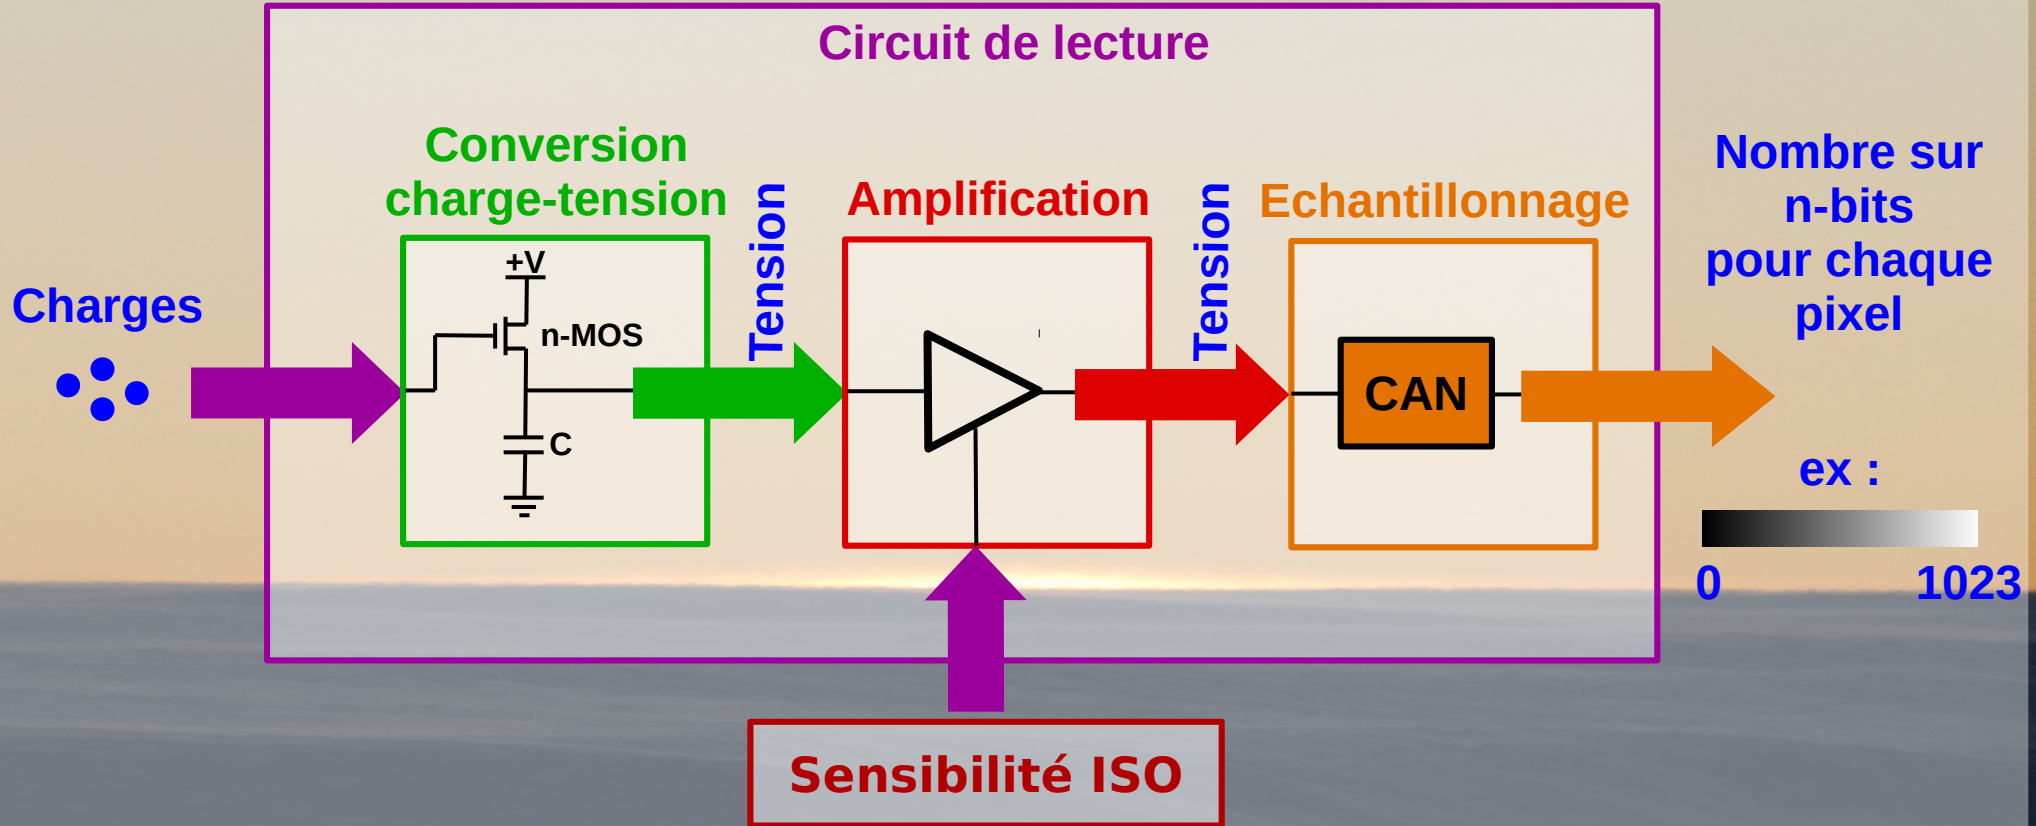 Circuit de lecture
Charges
Conversion
charge-tension
+V
n-MOS
C
Tension
Amplification
Tension
Echantillonnage
CAN
Nombre sur
n-bits
pour chaque
pixel
ex :
0 1023
Sensibilité ISO